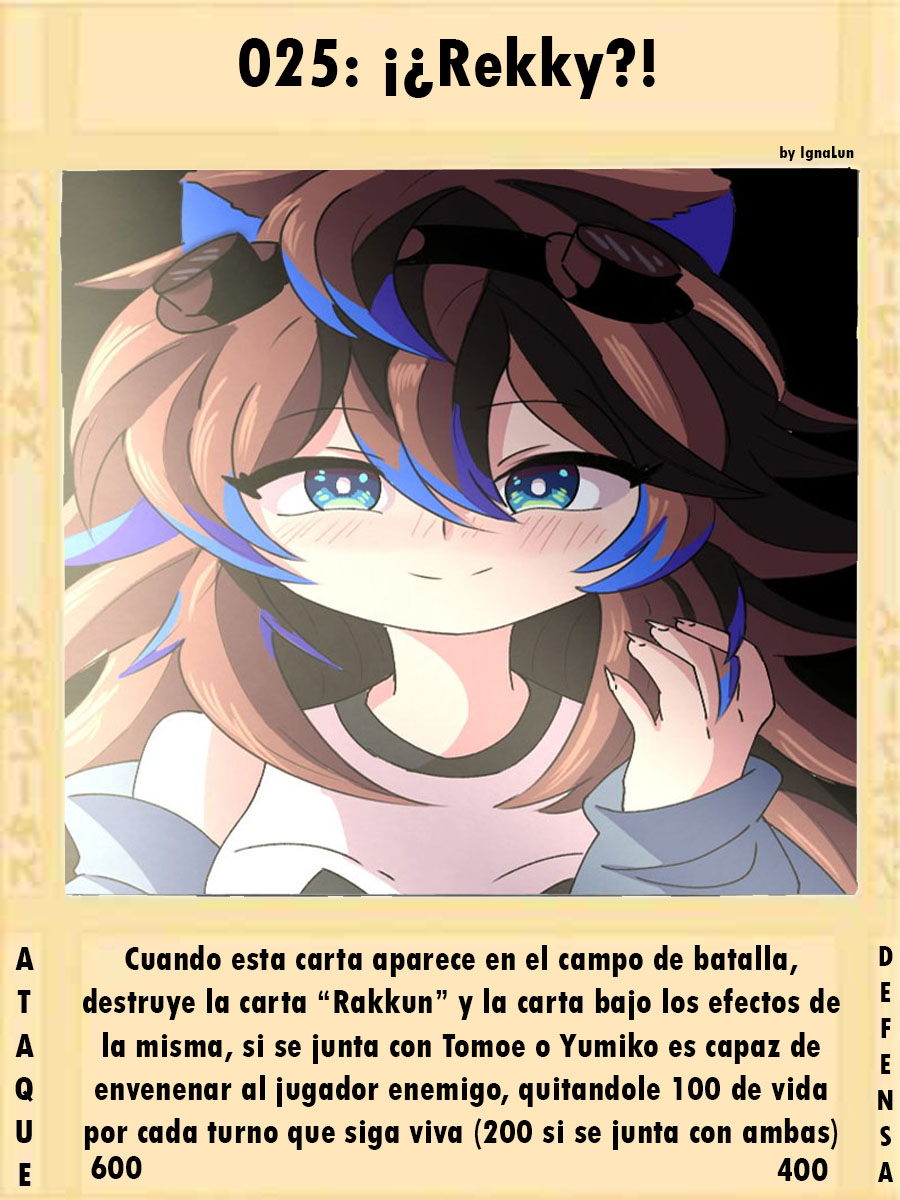 025: ¡¿Rekky?!
by IgnaLun
Cuando esta carta aparece en el campo de batalla,
destruye la carta “Rakkun” y la carta bajo los efectos de
la misma, si se junta con Tomoe o Yumiko es capaz de
envenenar al jugador enemigo, quitandole 100 de vida
por cada turno que siga viva (200 si se junta con ambas)
ATAQUE
600
400
DEFENSA